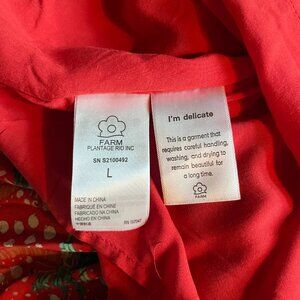 FARM
PLANTAGE RIO INC
SN S2100492
L
MADE IN CHINA
FABRIQUÉ EN CHINE
FABRICADO NA CHINA
HECHO EN CHINA
I'm delicate
This is a garment that
requires careful handling,
washing, and drying to
remain beautiful for
a long time.
FARM